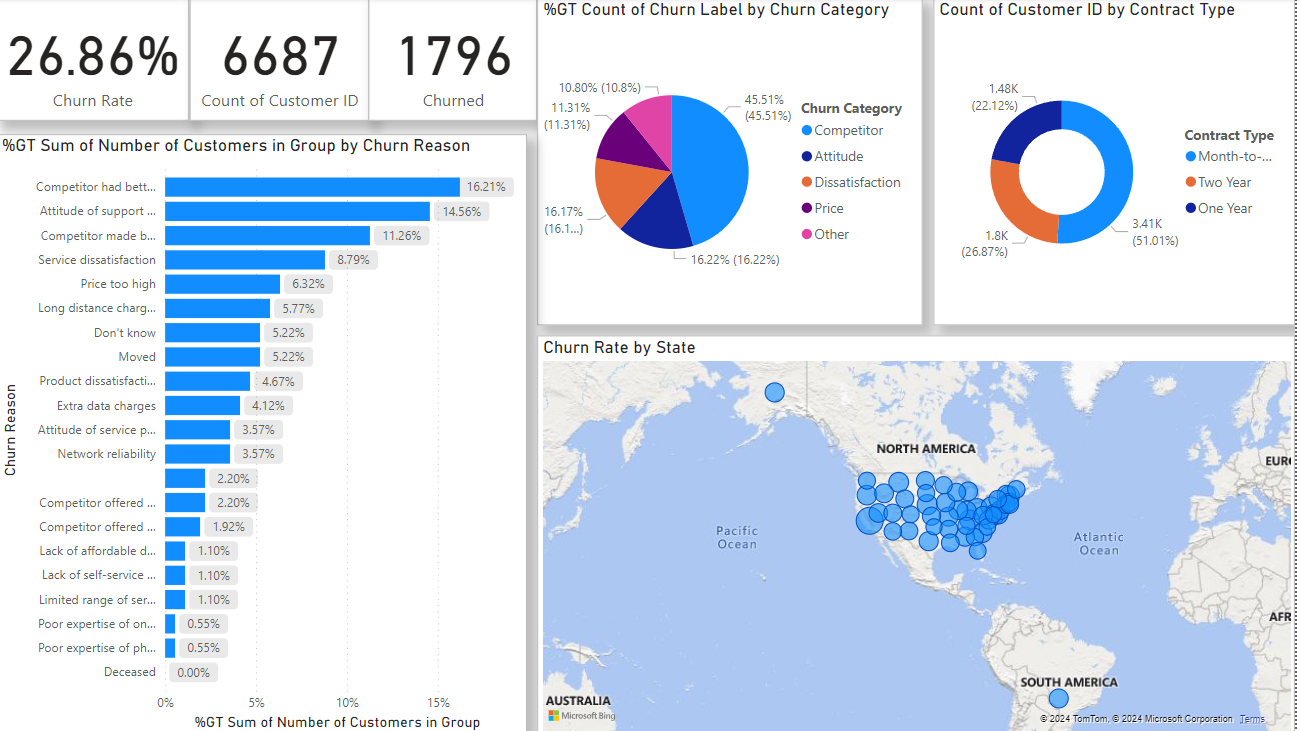 26.86%
Churn Rate
6687
Count of Customer ID
1796
Churned
%GT Sum of Number of Customers in Group by Churn Reason
Churn Reason
Competitor had bett... 16.21%
Attitude of support ... 14.56%
Competitor made b... 11.26%
Service dissatisfaction 8.79%
Price too high 6.32%
Long distance charg... 5.77%
Don't know 5.22%
Moved 5.22%
Product dissatisfacti... 4.67%
Extra data charges 4.12%
Attitude of service p... 3.57%
Network reliability 3.57%
2.20%
Competitor offered ... 2.20%
Competitor offered ... 1.92%
Lack of affordable d... 1.10%
Lack of self-service ... 1.10%
Limited range of ser... 1.10%
Poor expertise of on... 0.55%
Poor expertise of ph... 0.55%
Deceased 0.00%
0% 5% 10% 15%
%GT Sum of Number of Customers in Group
%GT Count of Churn Label by Churn Category
10.80% (10.8%)
11.31%
(11.31%)
16.17%
(16.1...)
45.51%
(45.51%)
16.22% (16.22%)
Churn Category
Competitor
Attitude
Dissatisfaction
Price
Other
Count of Customer ID by Contract Type
1.48K
(22.12%)
1.8K
(26.87%)
3.41K
(51.01%)
Contract Type
Month-to-...
Two Year
One Year
Churn Rate by State
NORTH AMERICA
EUR
Pacific
Ocean
Atlantic
Ocean
AFR
SOUTH AMERICA
AUSTRALIA
Microsoft Bing
© 2024 TomTom, © 2024 Microsoft Corporation Terms